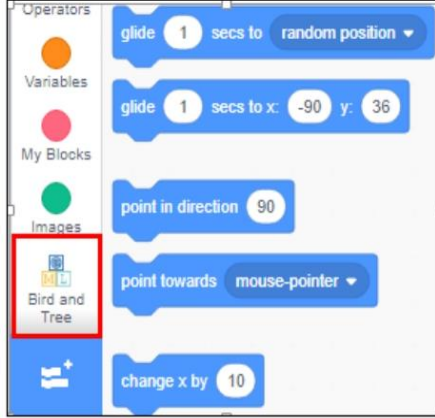 Operators
Variables
My Blocks
Images
ML
Bird and
Tree
glide 1 secs to random position
glide 1 secs to x: -90 y: 36
point in direction 90
point towards mouse-pointer
change x by 10